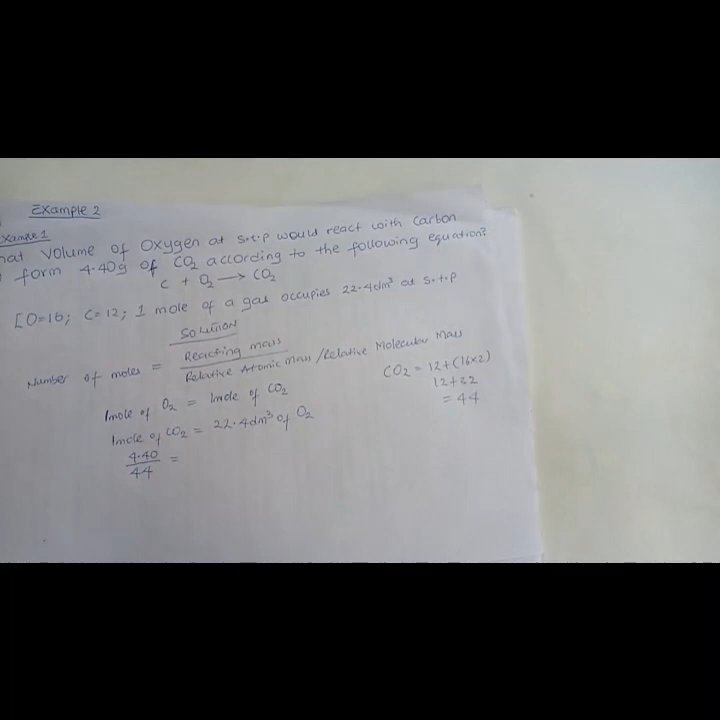 Example 2
xample 1
hat volume of oxygen at s.t.p would react with Carbon
form 4.40g of CO₂ according to the following equation?
C + O₂ → CO₂
[O=16; C=12; 1 mole of a gas occupies 22.4dm³ at s.t.p
Solution
Number of moles = Reacting mass
Relative Atomic Mass/Relative Molecular Mass
CO₂ = 12+(16×2)
12+32
= 44
1mole of O₂ = 1mole of CO₂
1mole of CO₂ = 22.4dm³ of O₂
4.40
44 =